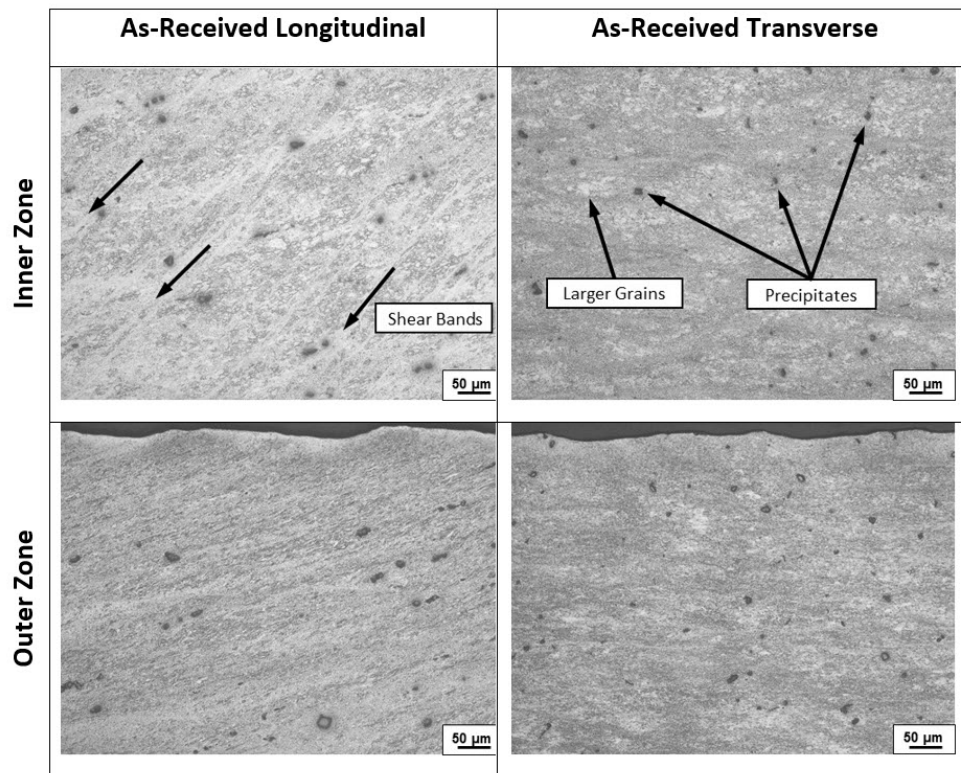 As-Received Longitudinal
As-Received Transverse
Inner Zone
Shear Bands
50 µm
Larger Grains
Precipitates
50 µm
Outer Zone
50 µm
50 µm